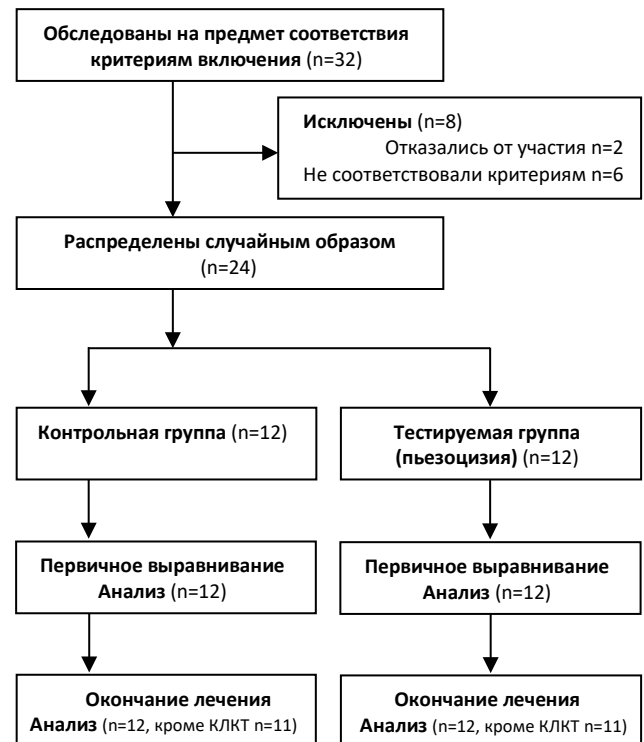 Обследованы на предмет соответствия
критериям включения (n=32)
Исключены (n=8)
Отказались от участия n=2
Не соответствовали критериям n=6
Распределены случайным образом
(n=24)
Контрольная группа (n=12)
Тестируемая группа
(пьезоцизия) (n=12)
Первичное выравнивание
Анализ (n=12)
Первичное выравнивание
Анализ (n=12)
Окончание лечения
Анализ (n=12, кроме КЛКТ n=11)
Окончание лечения
Анализ (n=12, кроме КЛКТ n=11)